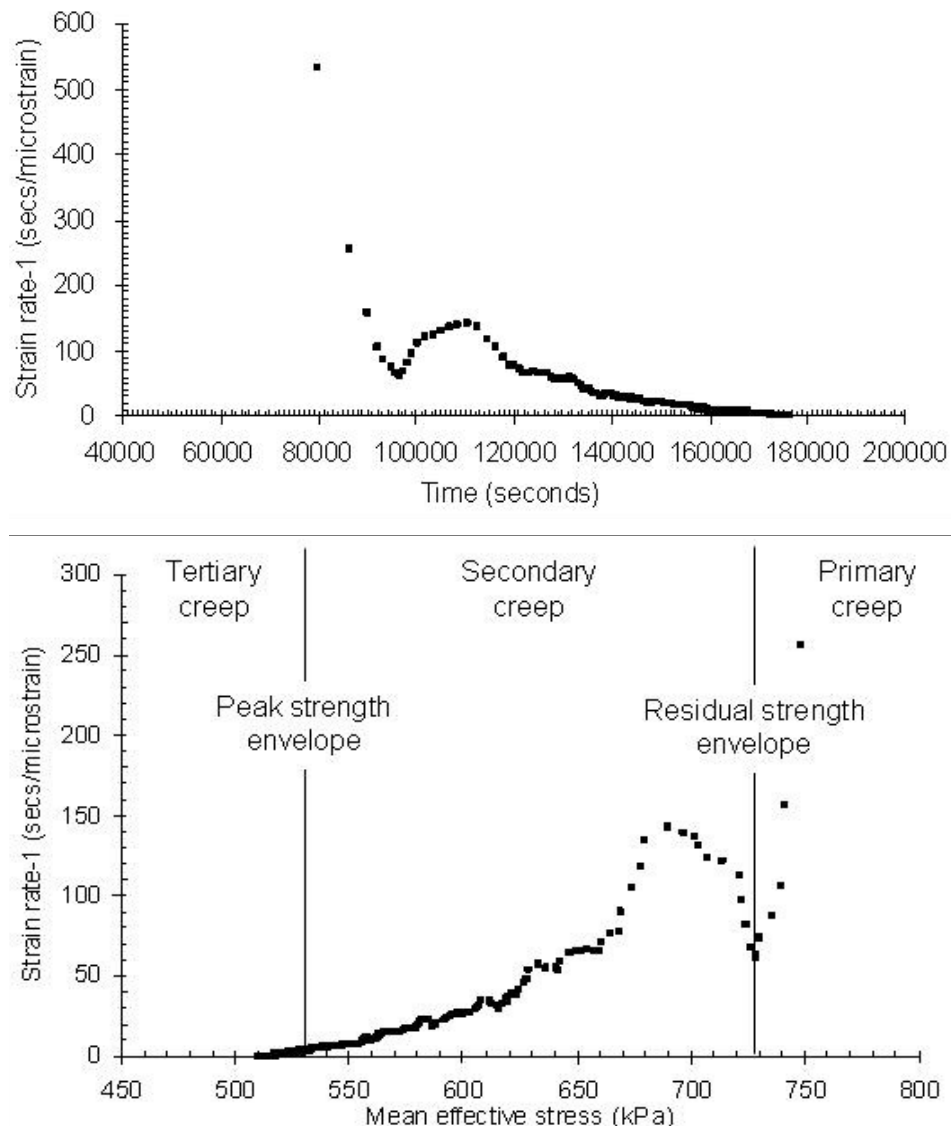 600
500
400
300
200
100
0
Strain rate-1 (secs/microstrain)
40000 60000 80000 100000 120000 140000 160000 180000 200000
Time (seconds)
Tertiary creep
Secondary creep
Primary creep
Peak strength envelope
Residual strength envelope
300
250
200
150
100
50
0
Strain rate-1 (secs/microstrain)
450 500 550 600 650 700 750 800
Mean effective stress (kPa)